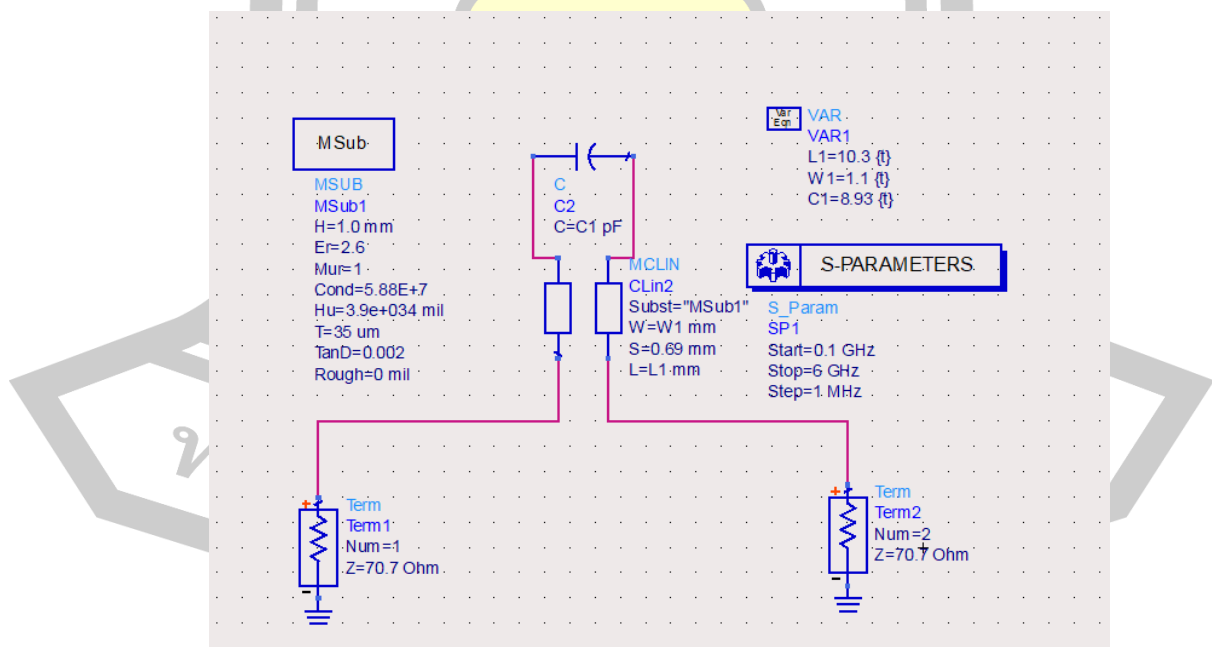 MSub
MSUB
MSub1
H=1.0 mm
Er=2.6
Mur=1
Cond=5.88E+7
Hu=3.9e+034 mil
T=35 um
TanD=0.002
Rough=0 mil
C
C2
C=C1 pF
MCLIN
CLin2
Subst="MSub1"
W=W1 mm
S=0.69 mm
L=L1 mm
Var
Eqn
VAR
VAR1
L1=10.3 {t}
W1=1.1 {t}
C1=8.93 {t}
S-PARAMETERS
S_Param
SP1
Start=0.1 GHz
Stop=6 GHz
Step=1 MHz
+
Term
Term1
Num=1
Z=70.7 Ohm
-
+
Term
Term2
Num=2
Z=70.7 Ohm
-